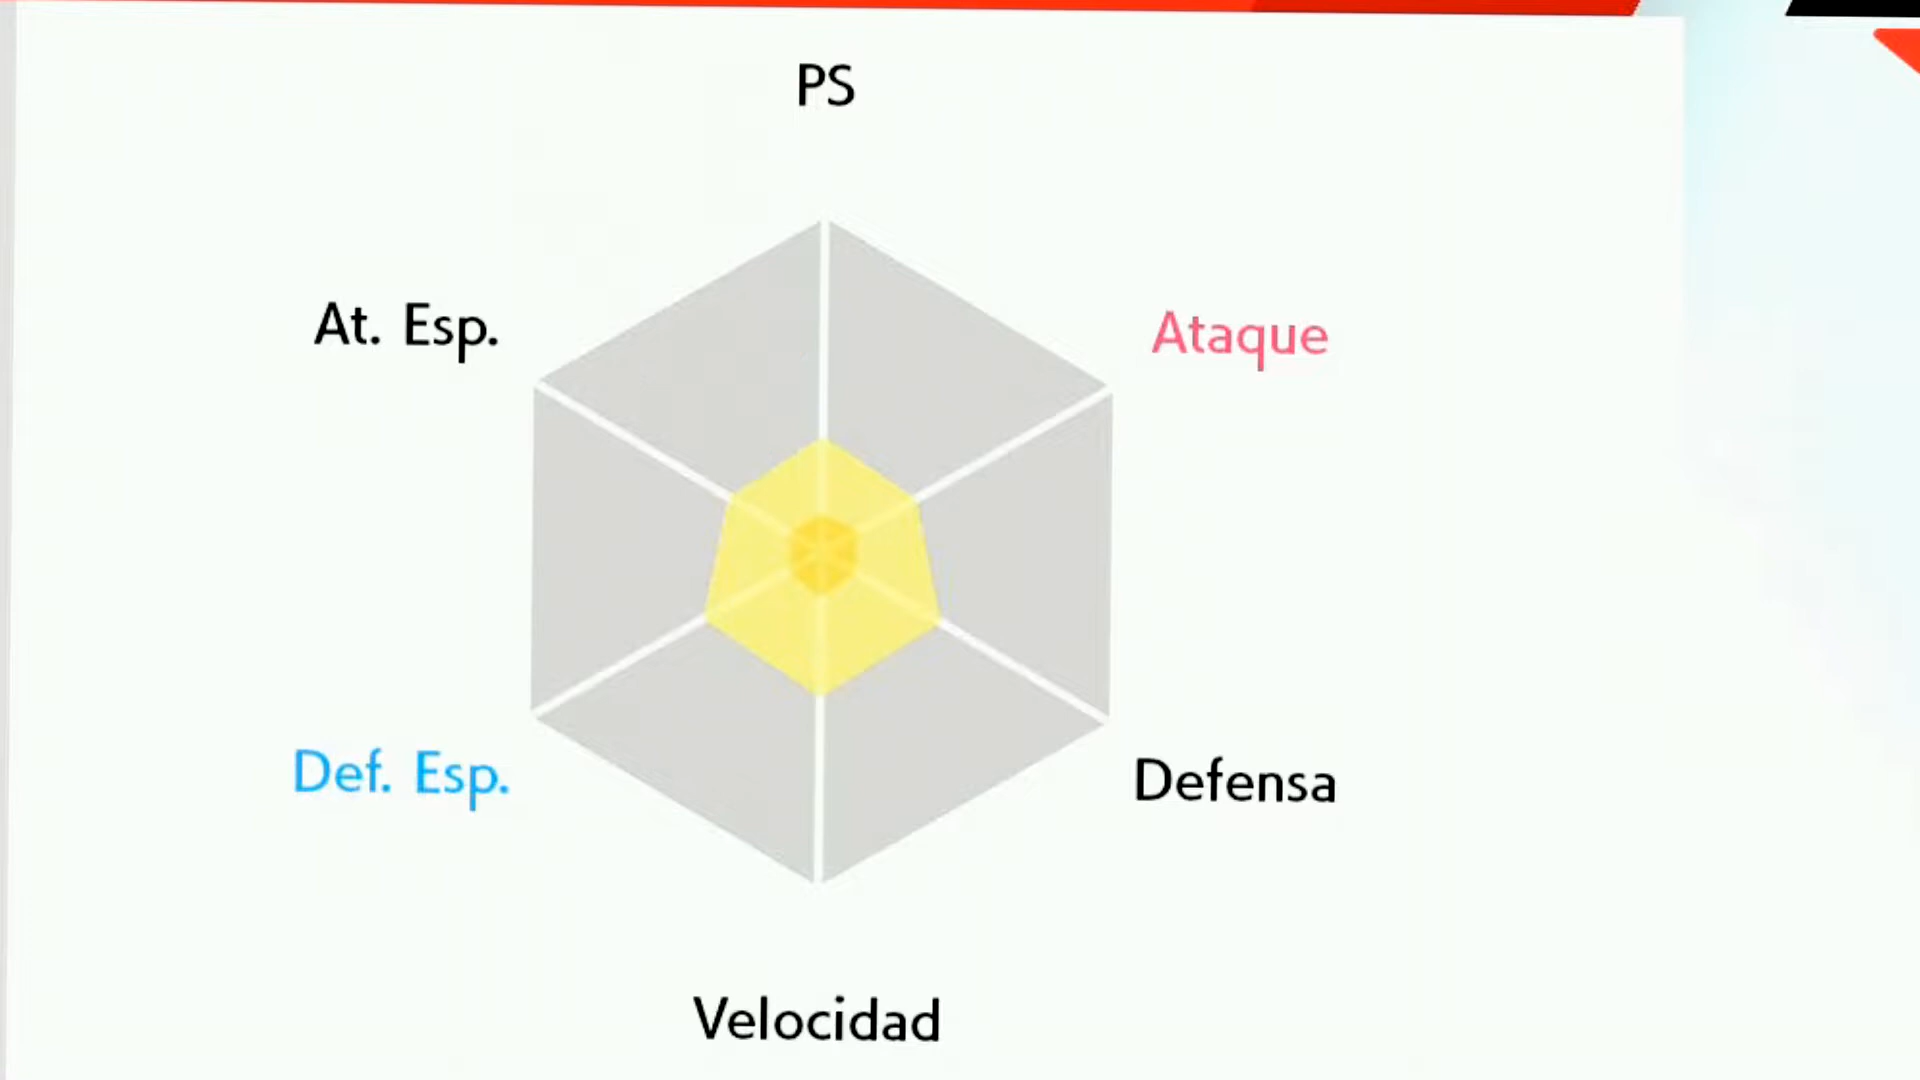 PS
At. Esp.
Ataque
Def. Esp.
Defensa
Velocidad